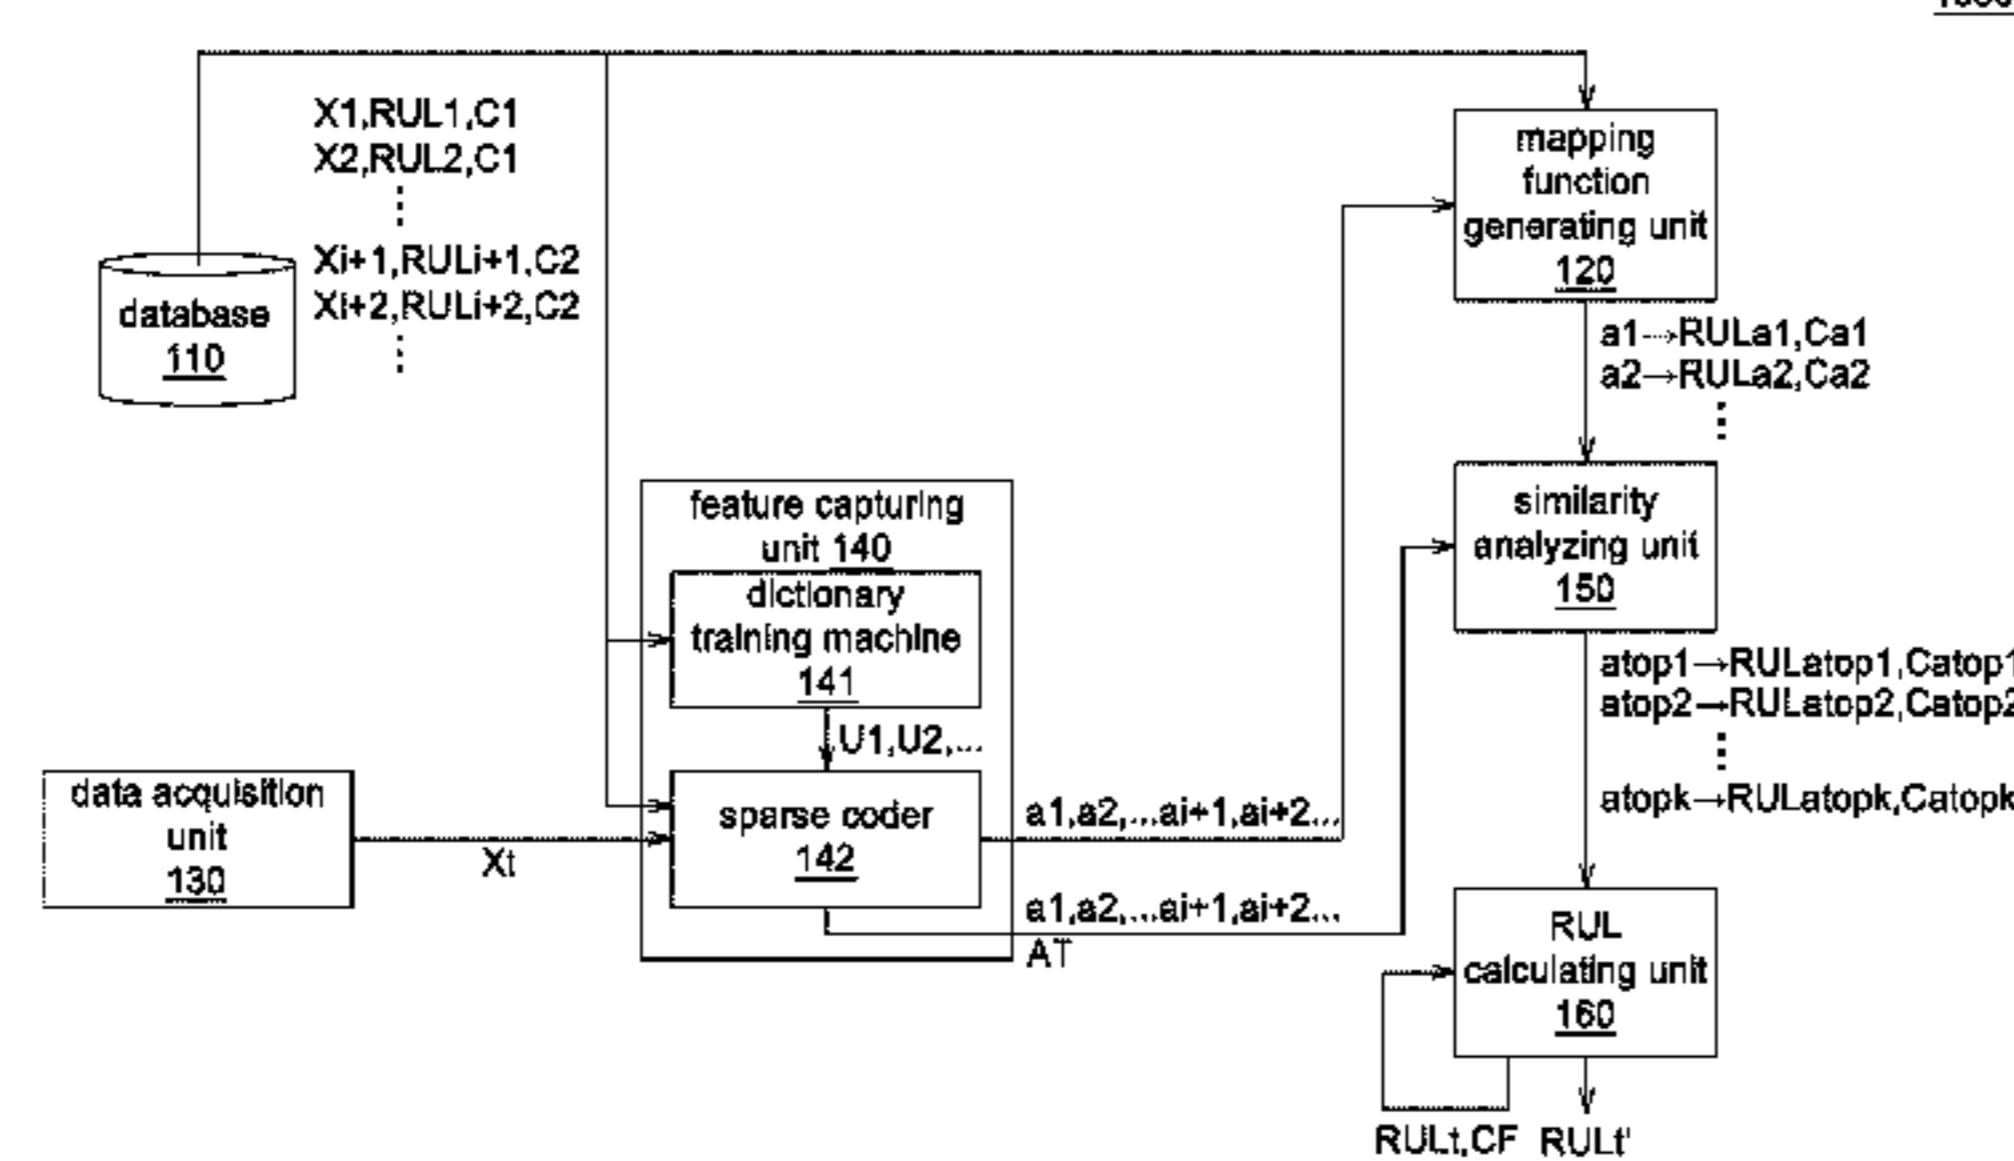 X1,RUL1,C1
X2,RUL2,C1
⋮
Xi+1,RULi+1,C2
Xi+2,RULi+2,C2
⋮
database
110
mapping
function
generating unit
120
a1→RULa1,Ca1
a2→RULa2,Ca2
⋮
feature capturing
unit 140
dictionary
training machine
141
U1,U2,...
similarity
analyzing unit
150
atop1→RULatop1,Catop1
atop2→RULatop2,Catop2
⋮
atopk→RULatopk,Catopk
data acquisition
unit
130
Xt
sparse coder
142
a1,a2,...ai+1,ai+2...
a1,a2,...ai+1,ai+2...
AT
RUL
calculating unit
160
RULt,CF
RULt'